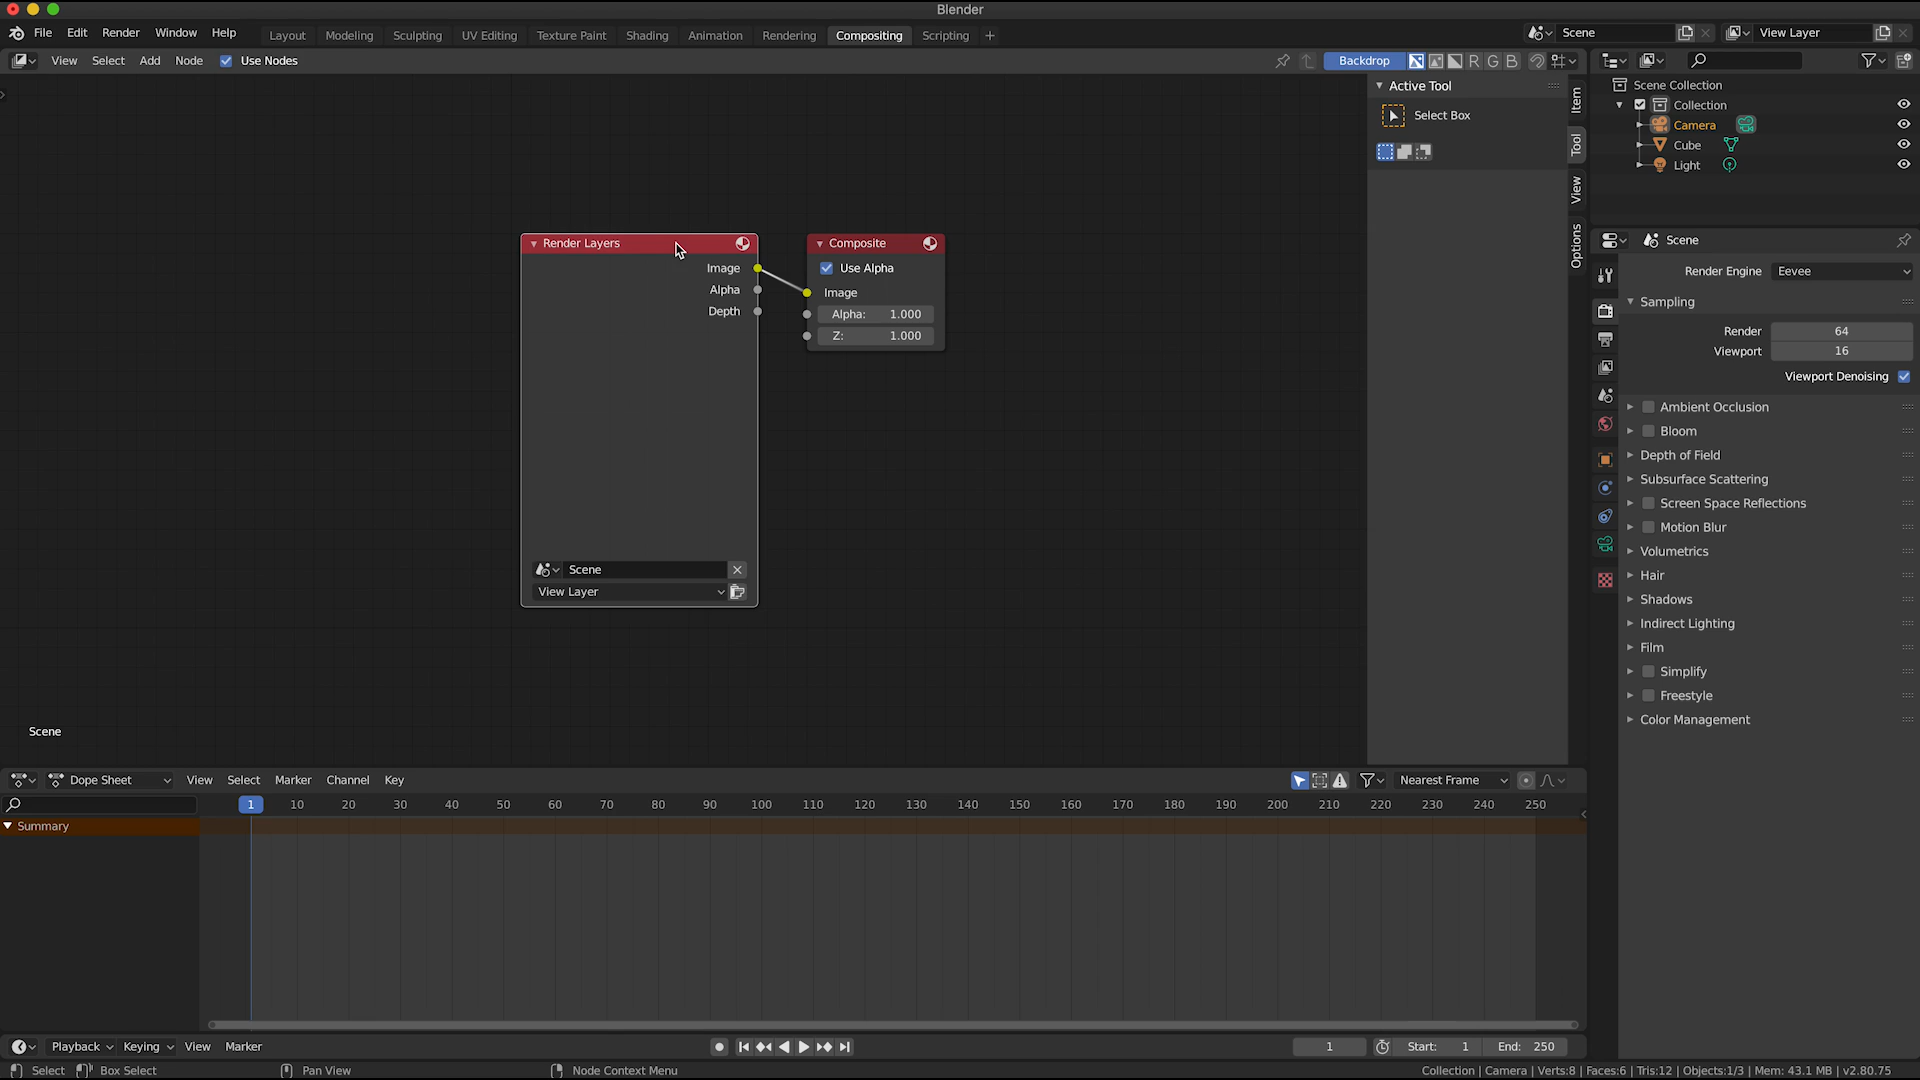 Blender
File Edit Render Window Help Layout Modeling Sculpting UV Editing Texture Paint Shading Animation Rendering Compositing Scripting + Scene View Layer
View Select Add Node Use Nodes Backdrop R G B
Active Tool
Select Box
Item
Tool
View
Options
Scene Collection
Collection
Camera
Cube
Light
Render Layers
Image
Alpha
Depth
Scene
View Layer
Composite
Use Alpha
Image
Alpha: 1.000
Z: 1.000
Scene
Scene
Render Engine Eevee
Sampling
Render 64
Viewport 16
Viewport Denoising
Ambient Occlusion
Bloom
Depth of Field
Subsurface Scattering
Screen Space Reflections
Motion Blur
Volumetrics
Hair
Shadows
Indirect Lighting
Film
Simplify
Freestyle
Color Management
Dope Sheet View Select Marker Channel Key Nearest Frame
1 10 20 30 40 50 60 70 80 90 100 110 120 130 140 150 160 170 180 190 200 210 220 230 240 250
Summary
Playback Keying View Marker 1 Start: 1 End: 250
Select Box Select Pan View Node Context Menu Collection | Camera | Verts:8 | Faces:6 | Tris:12 | Objects:1/3 | Mem: 43.1 MB | v2.80.75